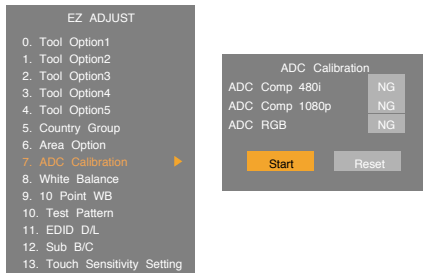 EZ ADJUST
0. Tool Option1
1. Tool Option2
2. Tool Option3
3. Tool Option4
4. Tool Option5
5. Country Group
6. Area Option
7. ADC Calibration
8. White Balance
9. 10 Point WB
10. Test Pattern
11. EDID D/L
12. Sub B/C
13. Touch Sensitivity Setting
ADC Calibration
ADC Comp 480i NG
ADC Comp 1080p NG
ADC RGB NG
Start Reset